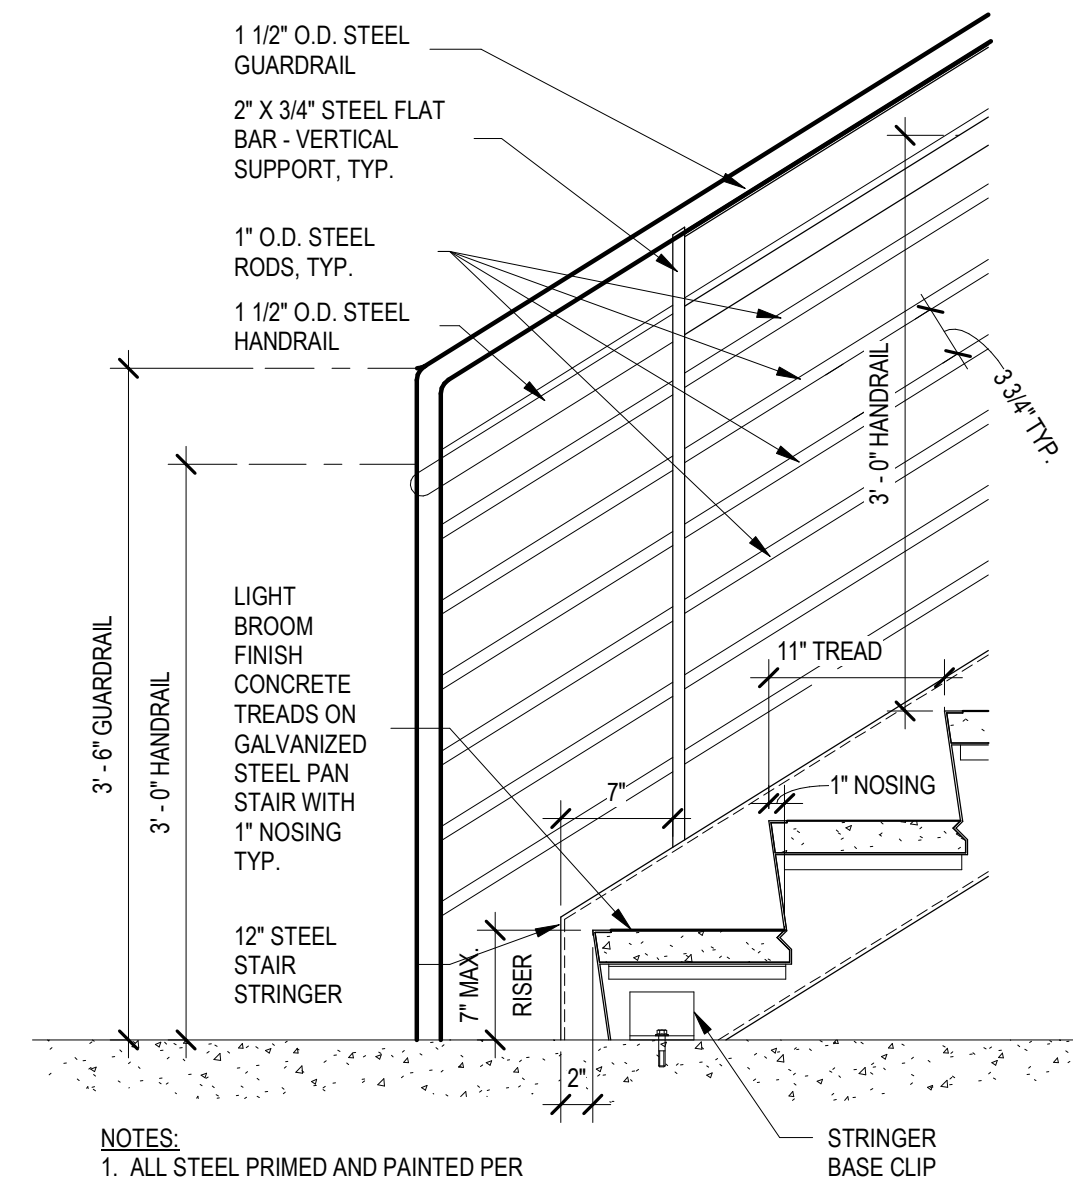 1 1/2" O.D. STEEL
GUARDRAIL
2" X 3/4" STEEL FLAT
BAR - VERTICAL
SUPPORT, TYP.
1" O.D. STEEL
RODS, TYP.
1 1/2" O.D. STEEL
HANDRAIL
3' - 6" GUARDRAIL
3' - 0" HANDRAIL
3' - 0" HANDRAIL
3 3/4" TYP.
LIGHT
BROOM
FINISH
CONCRETE
TREADS ON
GALVANIZED
STEEL PAN
STAIR WITH
1" NOSING
TYP.
11" TREAD
7"
1" NOSING
12" STEEL
STAIR
STRINGER
7" MAX.
RISER
2"
STRINGER
BASE CLIP
NOTES:
1. ALL STEEL PRIMED AND PAINTED PER